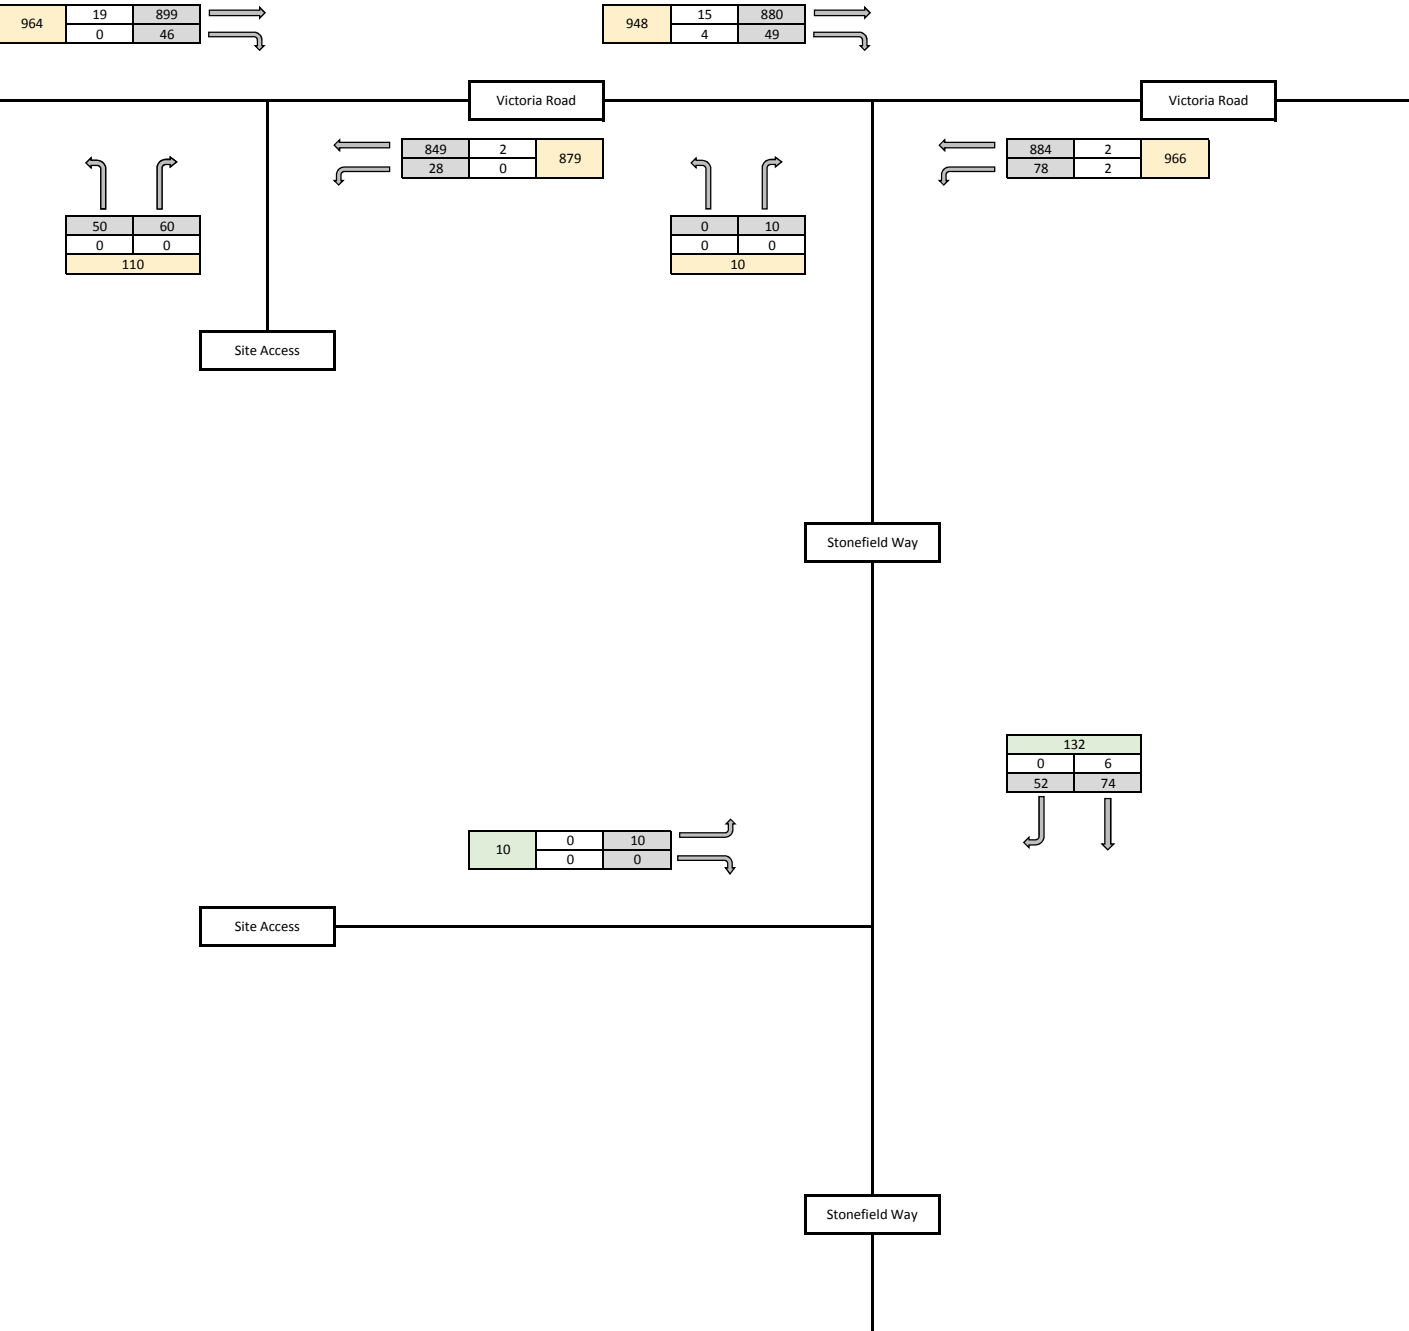 964 19 899 948 15 880
0 46 4 49
Victoria Road Victoria Road
849 2 879 884 2 966
28 0 78 2
50 60 0 10
0 0 0 0
110 10
Site Access
Stonefield Way
132
0 6
52 74
10 0 10
0 0
Site Access
Stonefield Way